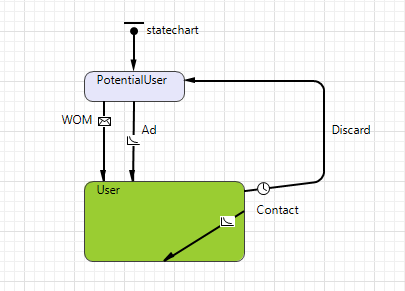 statechart
PotentialUser
WOM
Ad
Discard
User
Contact